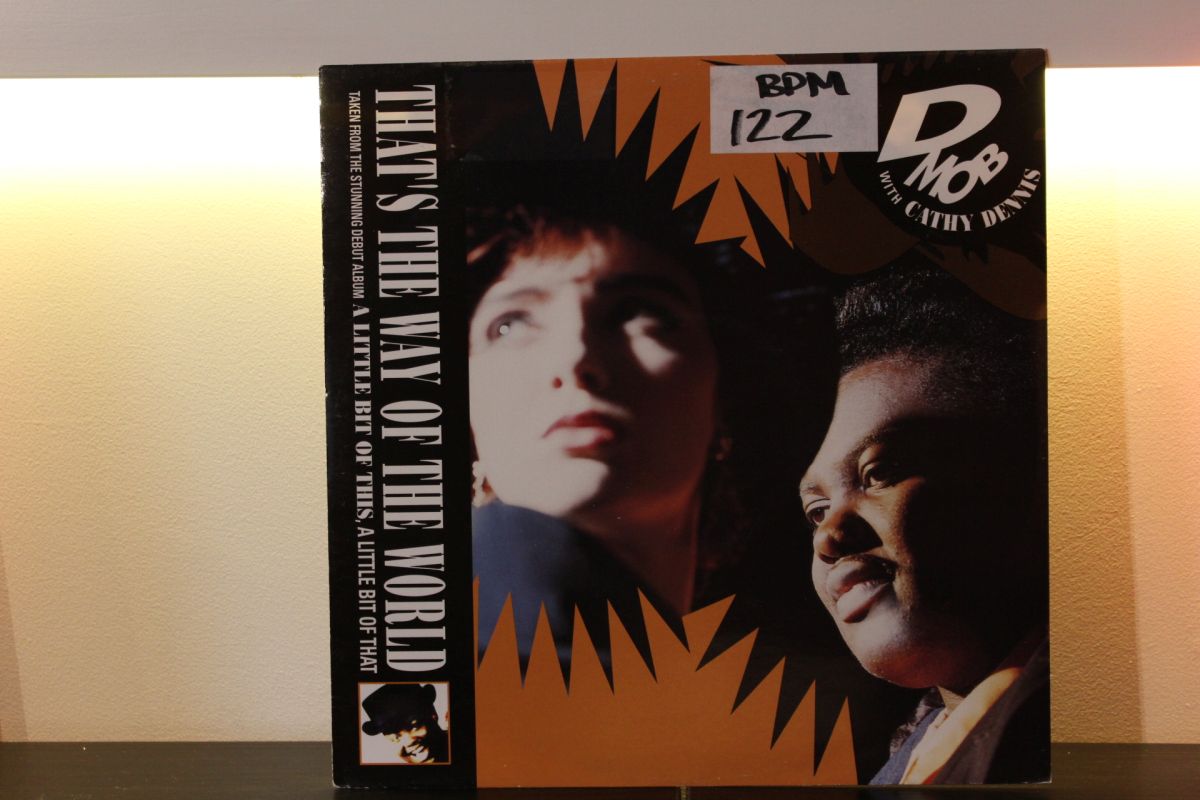 BPM
122
D
MOB
WITH CATHY DENNIS
THAT'S THE WAY OF THE WORLD
TAKEN FROM THE STUNNING DEBUT ALBUM A LITTLE BIT OF THIS, A LITTLE BIT OF THAT